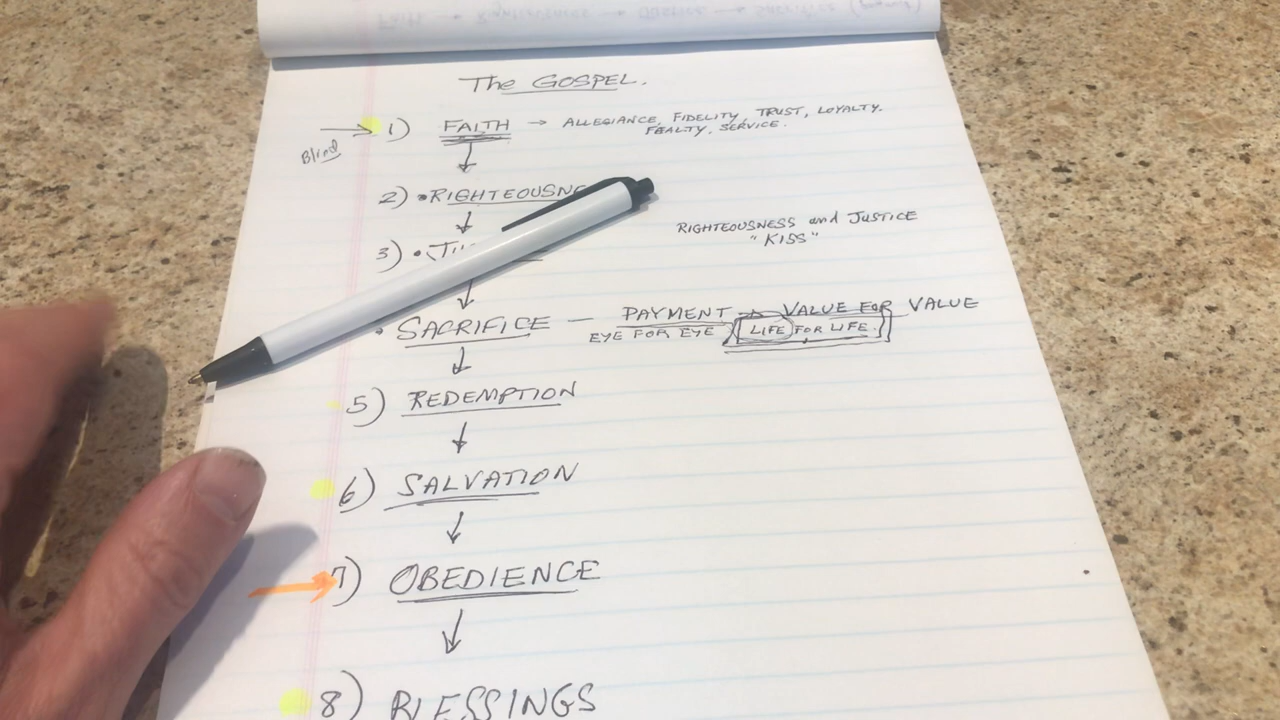 The GOSPEL.
1) FAITH → ALLEGIANCE, FIDELITY, TRUST, LOYALTY.
FEALTY, SERVICE.
Blind
2) • RIGHTEOUSNE
RIGHTEOUSNESS and JUSTICE
"KISS"
3) •
• SACRIFICE — PAYMENT → VALUE FOR VALUE
EYE FOR EYE LIFE FOR LIFE.
5) REDEMPTION
6) SALVATION
7) OBEDIENCE
8) BLESSINGS